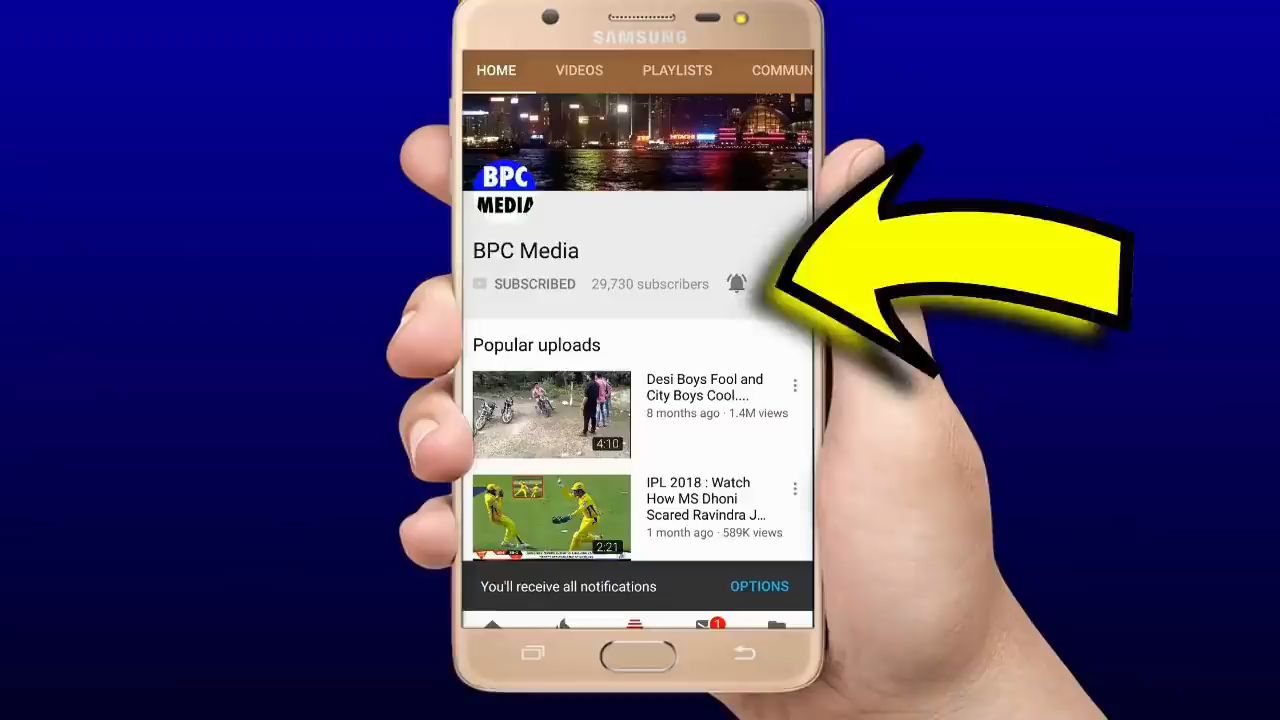 SAMSUNG
HOME VIDEOS PLAYLISTS COMMUN
HITACHI
BPC
MEDIA
BPC Media
SUBSCRIBED 29,730 subscribers
Popular uploads
Desi Boys Fool and
City Boys Cool....
8 months ago · 1.4M views
4:10
IPL 2018 : Watch
How MS Dhoni
Scared Ravindra J...
1 month ago · 589K views
2:21
You'll receive all notifications OPTIONS
1